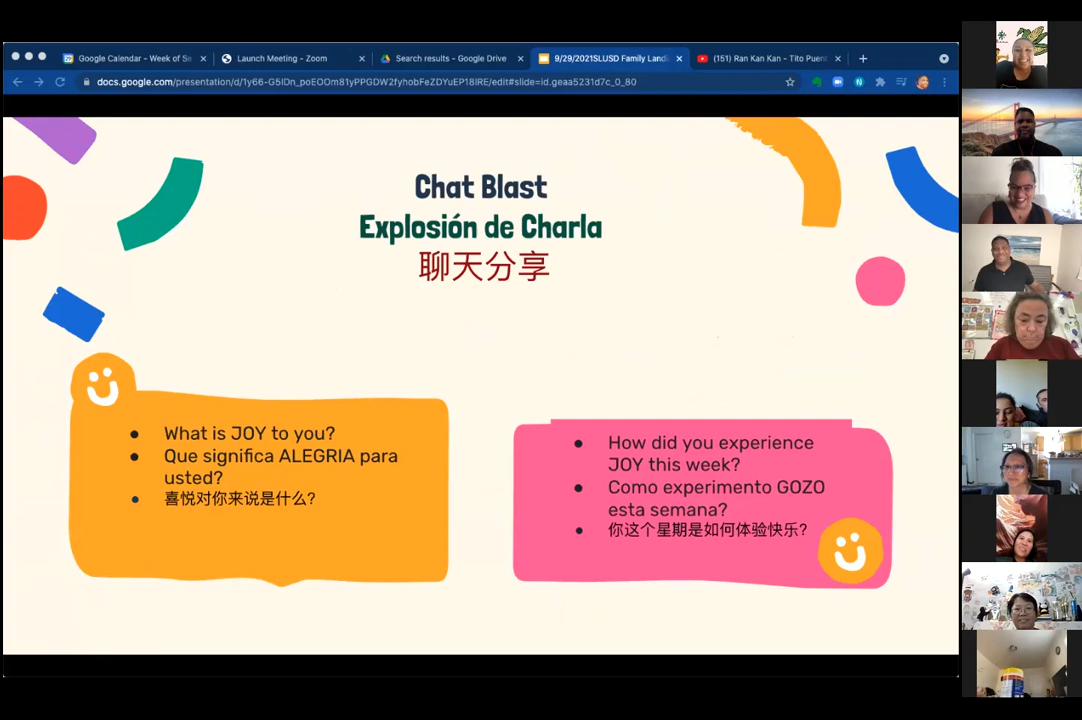 Google Calendar - Week of Se
Launch Meeting - Zoom
Search results - Google Drive
9/29/2021SLUSD Family Landi
(151) Ran Kan Kan - Tito Puent
docs.google.com/presentation/d/1y66-G5lDn_poEOOm81yPPGDW2fyhobFeZDYuEP18IRE/edit#slide=id.geaa5231d7c_0_80
Chat Blast
Explosión de Charla
聊天分享
● What is JOY to you?
● Que significa ALEGRIA para
usted?
● 喜悦对你来说是什么?
● How did you experience
JOY this week?
● Como experimento GOZO
esta semana?
● 你这个星期是如何体验快乐?